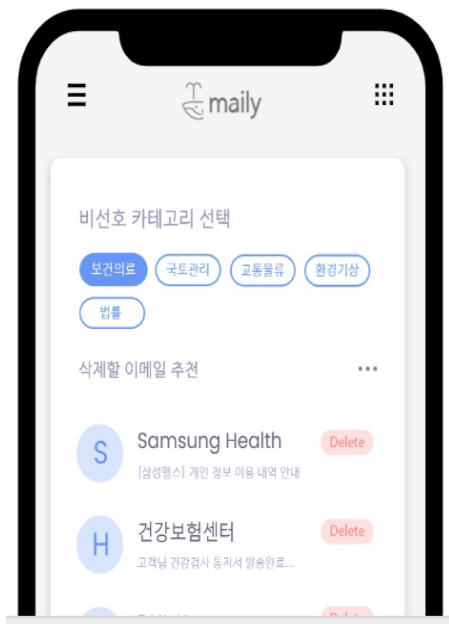 maily
비선호 카테고리 선택
보건의료 국토관리 교통물류 환경기상
법률
삭제할 이메일 추천
S Samsung Health Delete
[삼성헬스] 개인 정보 이용 내역 안내
H 건강보험센터 Delete
고객님 건강검사 통지서 발송완료...